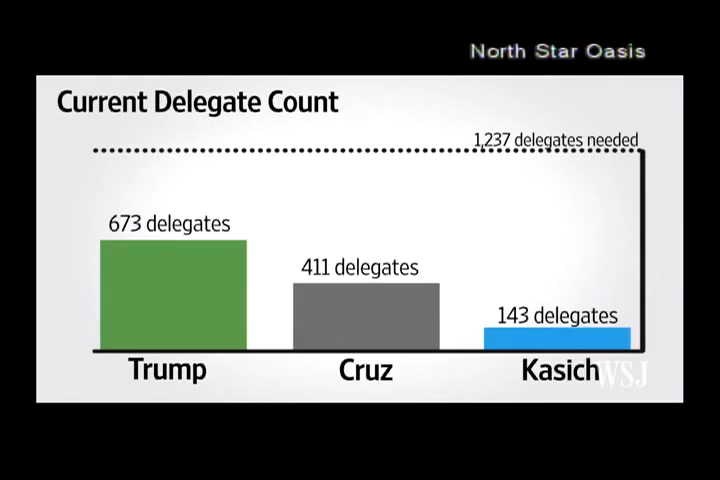 North Star Oasis
Current Delegate Count
1,237 delegates needed
673 delegates
411 delegates
143 delegates
Trump
Cruz
Kasich
WSJ